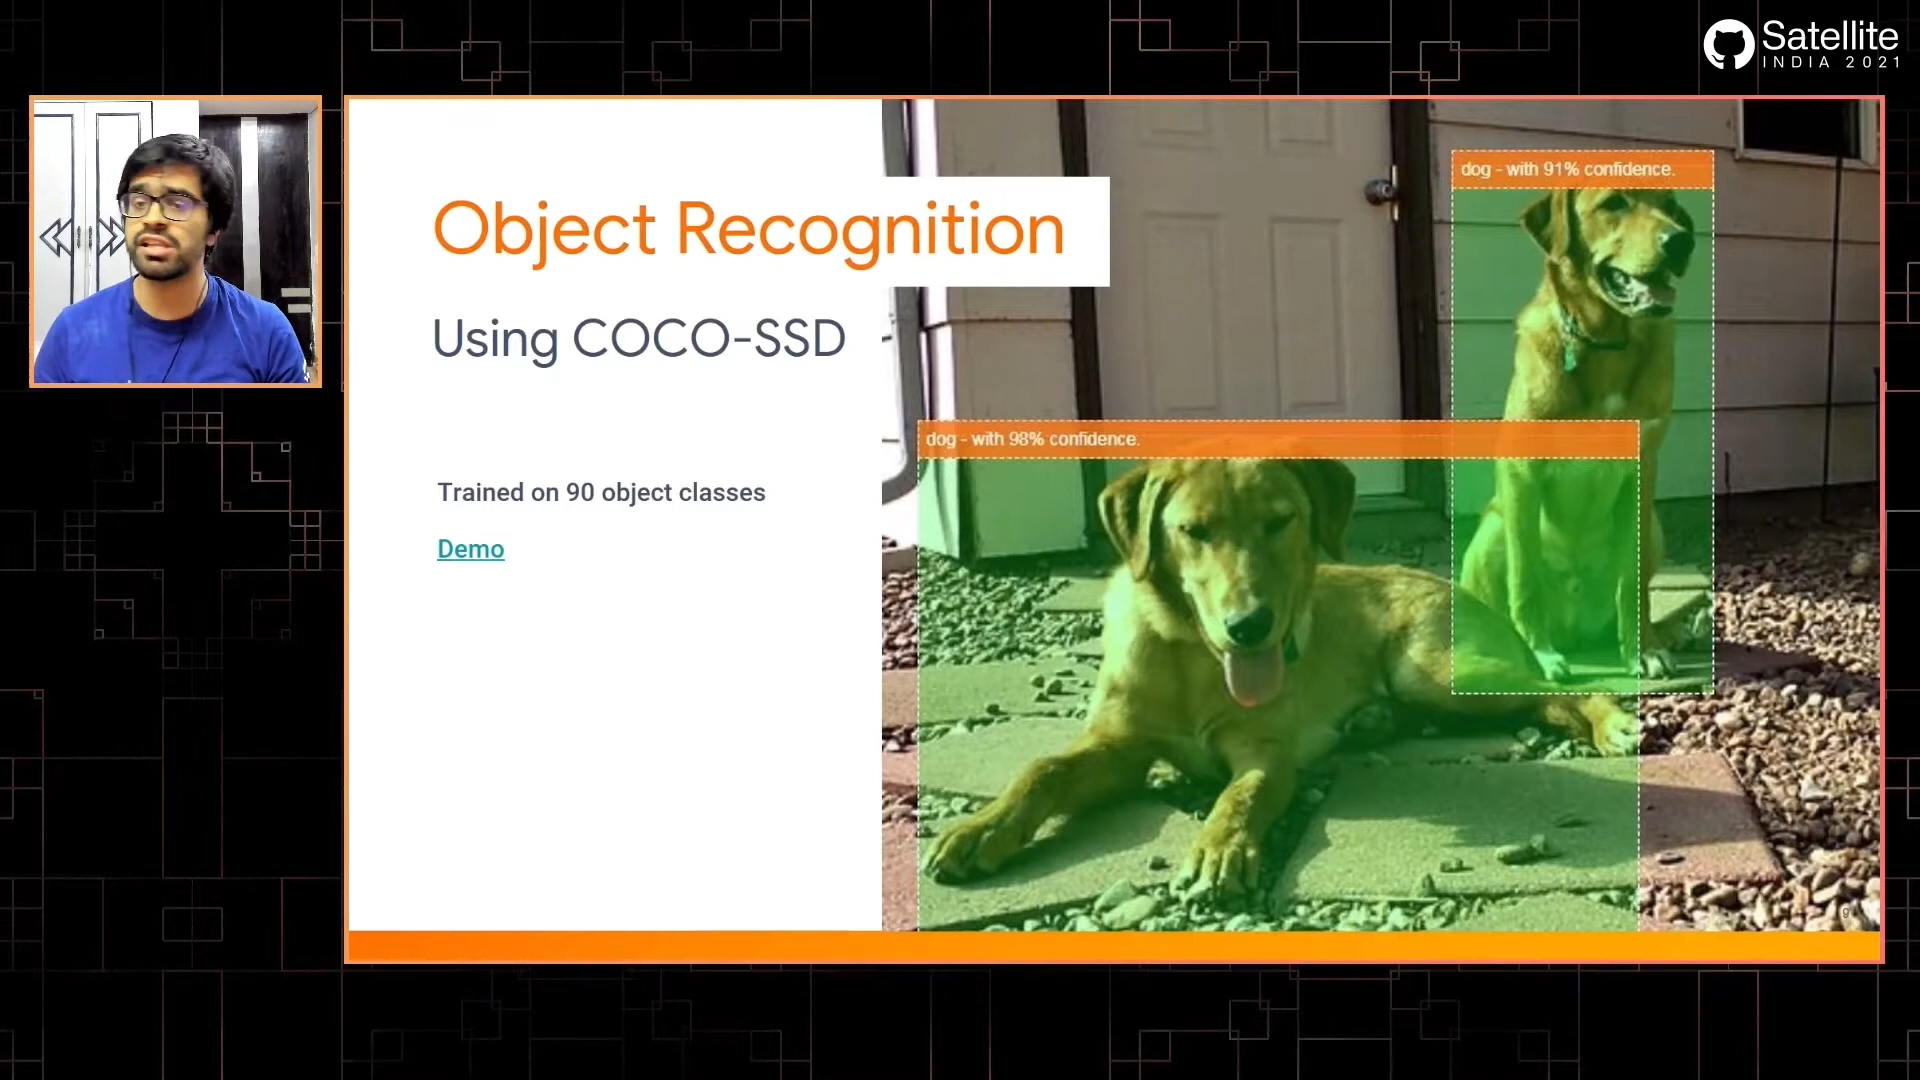 Satellite
INDIA 2021
Object Recognition
Using COCO-SSD
Trained on 90 object classes
Demo
dog - with 91% confidence.
dog - with 98% confidence.